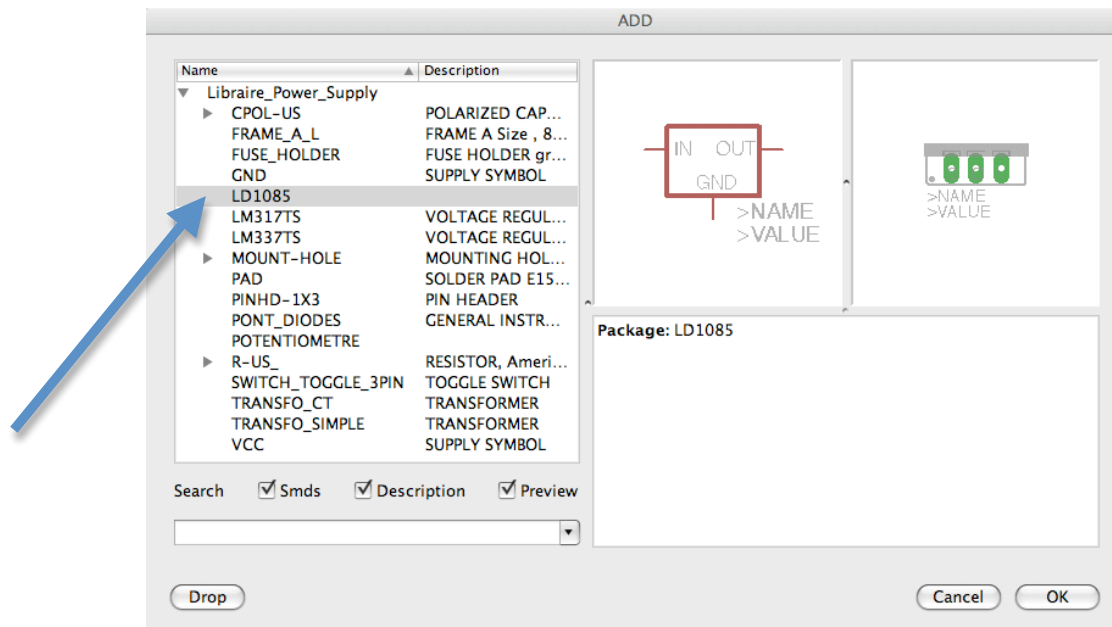 ADD
Name Description
Libraire_Power_Supply
CPOL-US POLARIZED CAP...
FRAME_A_L FRAME A Size , 8...
FUSE_HOLDER FUSE HOLDER gr...
GND SUPPLY SYMBOL
LD1085
LM317TS VOLTAGE REGUL...
LM337TS VOLTAGE REGUL...
MOUNT-HOLE MOUNTING HOL...
PAD SOLDER PAD E15...
PINHD-1X3 PIN HEADER
PONT_DIODES GENERAL INSTR...
POTENTIOMETRE
R-US_ RESISTOR, Ameri...
SWITCH_TOGGLE_3PIN TOGGLE SWITCH
TRANSFO_CT TRANSFORMER
TRANSFO_SIMPLE TRANSFORMER
VCC SUPPLY SYMBOL
Search Smds Description Preview
Drop
IN OUT
GND
>NAME
>VALUE
>NAME
>VALUE
Package: LD1085
Cancel OK